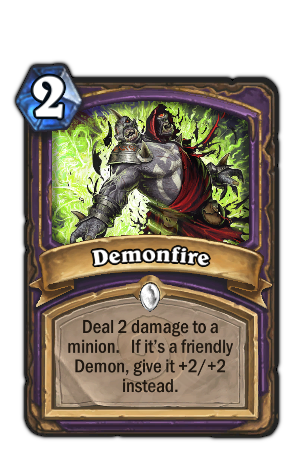 2
Demonfire
Deal 2 damage to a
minion.   If it's a friendly
Demon, give it +2/+2
instead.